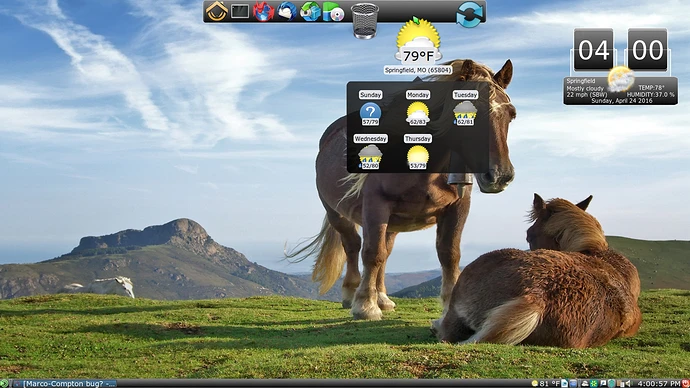 79°F
Springfield, MO (65804)
Sunday Monday Tuesday
57/79 62/83 62/81
Wednesday Thursday
52/80 53/79
04 00
Springfield
Mostly cloudy TEMP:78°
22 mph (SBW) HUMIDITY:37.0 %
Sunday, April 24 2016
[Marco-Compton bug? -...
81 °F
4:00:57 PM